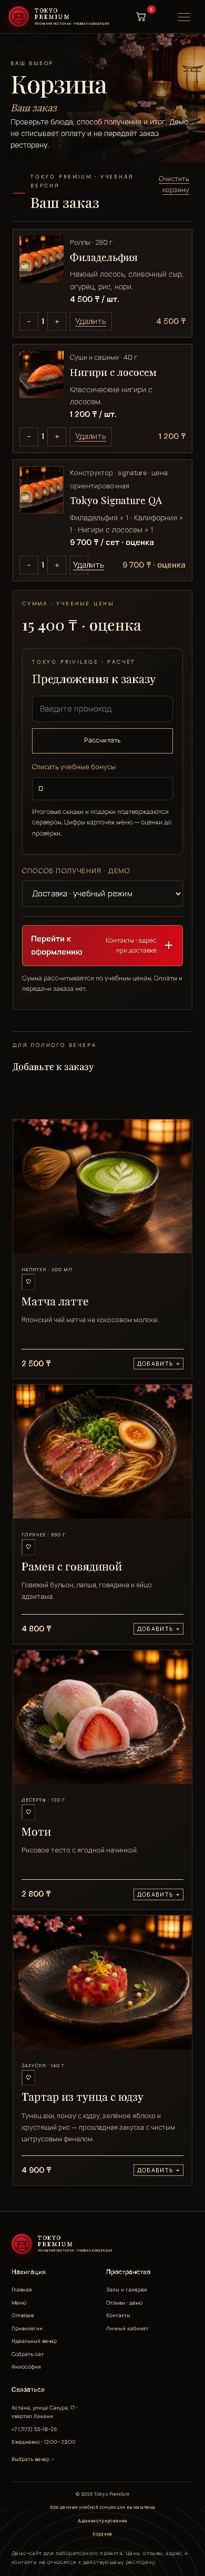 TOKYO
PREMIUM
ЯПОНСКИЙ РЕСТОРАН · УЧЕБНАЯ КОНЦЕПЦИЯ
ВАШ ВЫБОР
Корзина
Ваш заказ
Проверьте блюда, способ получения и итог. Демо
не списывает оплату и не передаёт заказ
ресторану.
TOKYO PREMIUM · УЧЕБНАЯ
ВЕРСИЯ
Ваш заказ
Очистить
корзину
Роллы · 280 г
Филадельфия
Нежный лосось, сливочный сыр,
огурец, рис, нори.
4 500 ₸ / шт.
− 1 + Удалить 4 500 ₸
Суши и сашими · 40 г
Нигири с лососем
Классические нигири с
лососем.
1 200 ₸ / шт.
− 1 + Удалить 1 200 ₸
Конструктор · signature · цена
ориентировочная
Tokyo Signature QA
Филадельфия × 1 · Калифорния ×
1 · Нигири с лососем × 1
9 700 ₸ / сет · оценка
− 1 + Удалить 9 700 ₸ · оценка
СУММА · УЧЕБНЫЕ ЦЕНЫ
15 400 ₸ · оценка
TOKYO PRIVILEGE · РАСЧЁТ
Предложения к заказу
Введите промокод
Рассчитать
Списать учебные бонусы
0
Итоговые скидки и подарки подтверждаются
сервером. Цифры карточек меню — оценки до
проверки.
СПОСОБ ПОЛУЧЕНИЯ · ДЕМО
Доставка · учебный режим
Перейти к
оформлению
Контакты · адрес
при доставке
+
Сумма рассчитывается по учебным ценам. Оплаты и
передачи заказа нет.
ДЛЯ ПОЛНОГО ВЕЧЕРА
Добавьте к заказу
НАПИТКИ · 300 МЛ
Матча латте
Японский чай матча на кокосовом молоке.
2 500 ₸ ДОБАВИТЬ +
ГОРЯЧЕЕ · 550 Г
Рамен с говядиной
Говяжий бульон, лапша, говядина и яйцо
адзитама.
4 800 ₸ ДОБАВИТЬ +
ДЕСЕРТЫ · 120 Г
Моти
Рисовое тесто с ягодной начинкой.
2 800 ₸ ДОБАВИТЬ +
ЗАКУСКИ · 140 Г
Тартар из тунца с юдзу
Тунец ахи, понзу с юдзу, зелёное яблоко и
хрустящий рис — прохладная закуска с чистым
цитрусовым финалом.
4 900 ₸ ДОБАВИТЬ +
TOKYO
PREMIUM
ЯПОНСКИЙ РЕСТОРАН · УЧЕБНАЯ КОНЦЕПЦИЯ
Навигация
Главная
Меню
Омакасе
Привилегии
Идеальный вечер
Собрать сет
Философия
Пространство
Залы и галерея
Отзывы · демо
Контакты
Личный кабинет
Связаться
Астана, улица Сакура, 17 ·
квартал Ханами
+7 (7172) 55-18-26
Ежедневно · 12:00–23:00
Выбрать вечер
© 2026 Tokyo Premium
Все данные учебной концепции вымышлены
Администрирование
Корзина
Демо-сайт для лабораторного проекта. Цены, отзывы, адрес и
контакты не относятся к действующему ресторану.